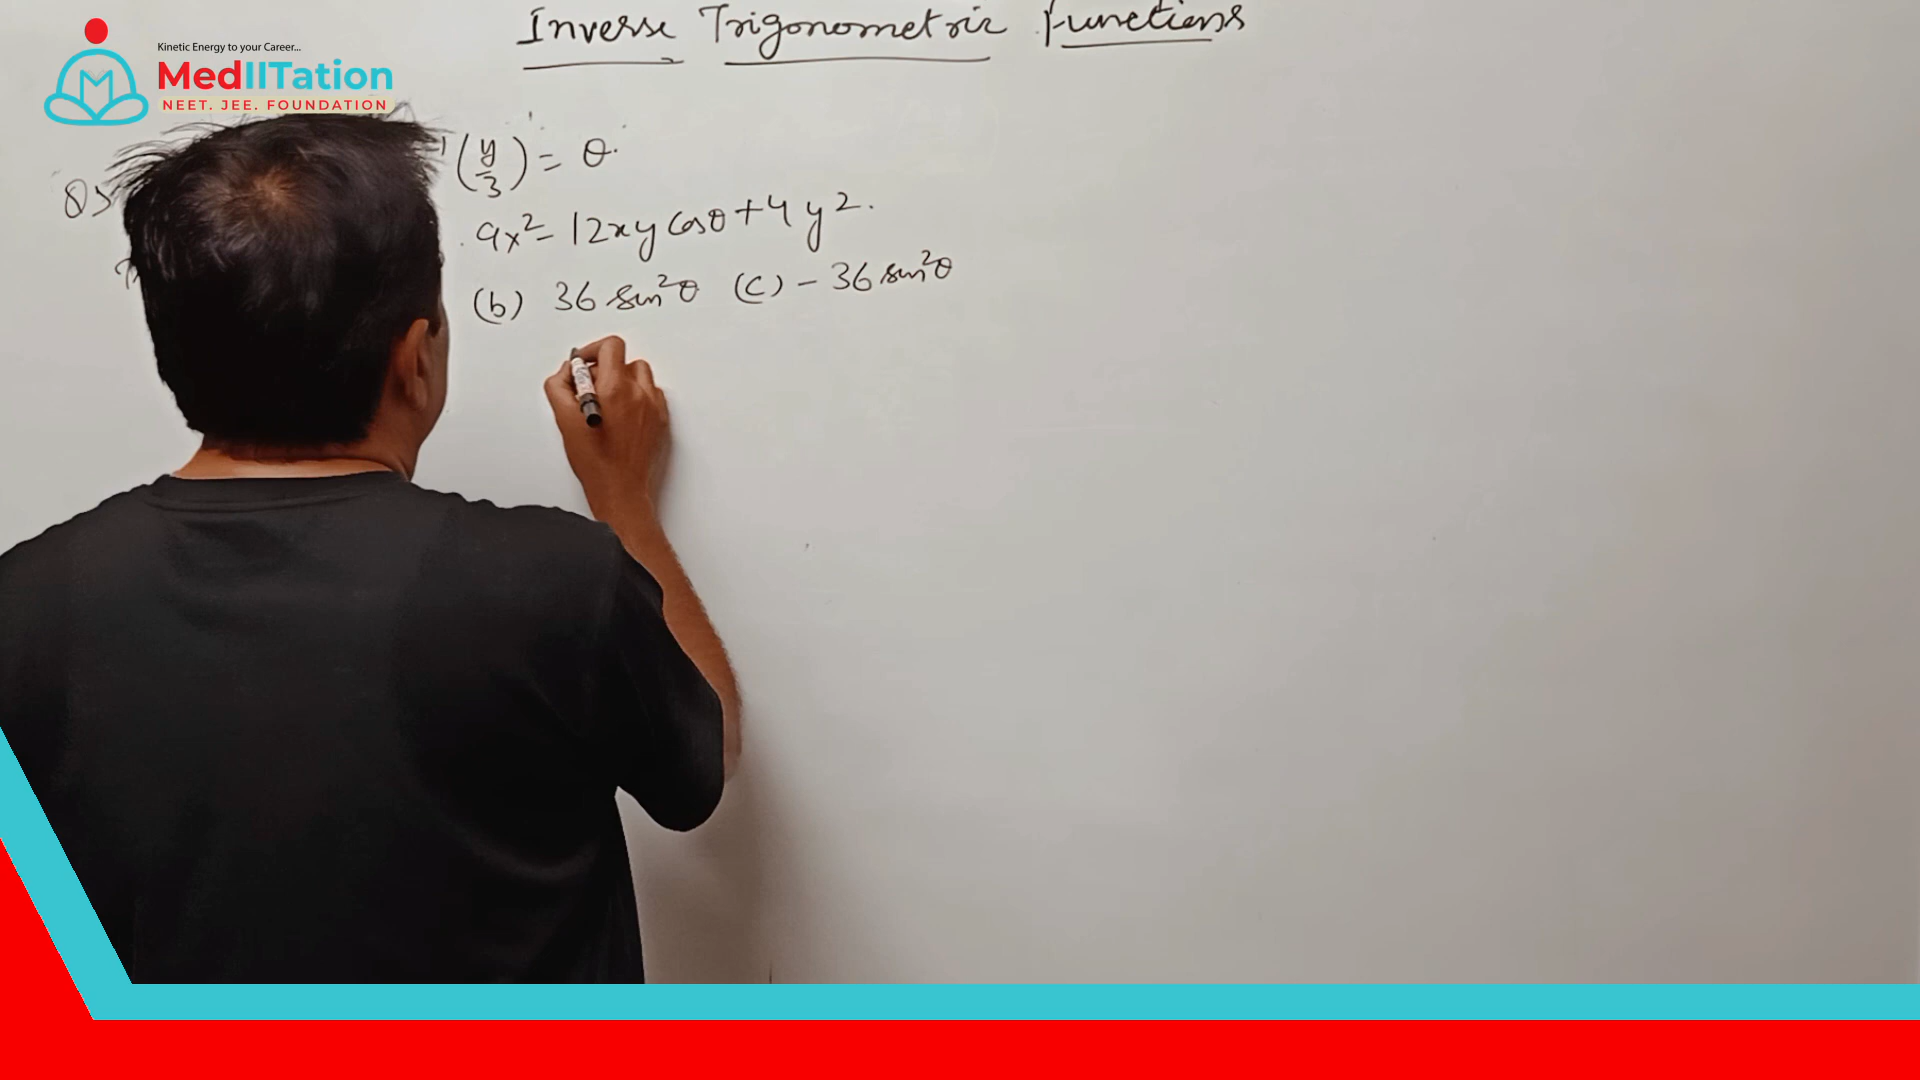 Inverse Trigonometric Functions
Kinetic Energy to your Career...
MedIITation
NEET. JEE. FOUNDATION
-1 (y/3) = θ.
9x² - 12xy cosθ + 4y².
(b) 36 sin²θ (c) - 36 sin²θ